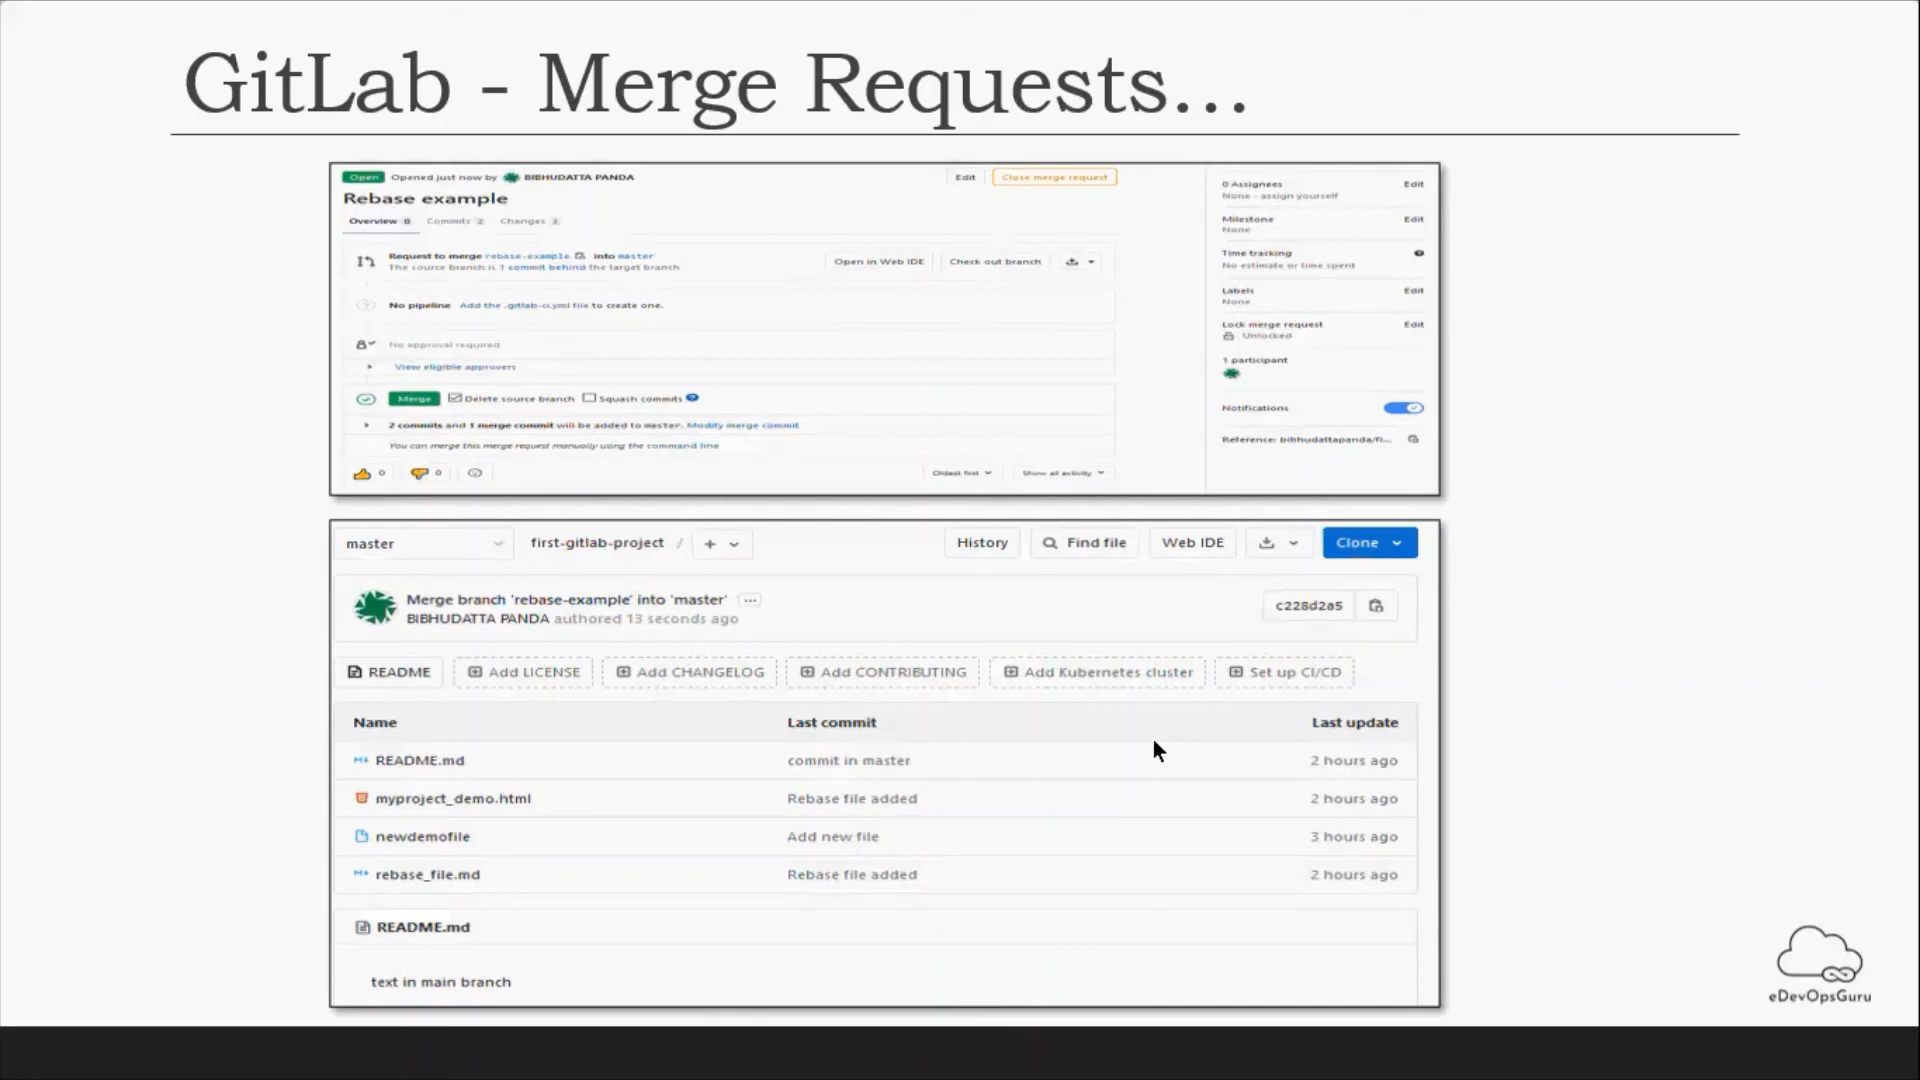 GitLab - Merge Requests...
Open Opened just now by BIBHUDATTA PANDA Edit Close merge request
Rebase example
Overview 0 Commits 2 Changes
Request to merge rebase-example into master
The source branch is 1 commit behind the target branch
Open in Web IDE Check out branch
No pipeline Add the .gitlab-ci.yml file to create one.
No approval required
View eligible approvers
Merge Delete source branch Squash commits
2 commits and 1 merge commit will be added to master. Modify merge commit
You can merge this merge request manually using the command line
0 0 Oldest first Show all activity
0 Assignees Edit
None - assign yourself
Milestone Edit
None
Time tracking
No estimate or time spent
Labels Edit
None
Lock merge request Edit
Unlocked
1 participant
Notifications
Reference: bibhudattapanda/fi...
master first-gitlab-project / + History Find file Web IDE Clone
Merge branch 'rebase-example' into 'master' ...
BIBHUDATTA PANDA authored 13 seconds ago
c228d2a5
README Add LICENSE Add CHANGELOG Add CONTRIBUTING Add Kubernetes cluster Set up CI/CD
Name Last commit Last update
README.md commit in master 2 hours ago
myproject_demo.html Rebase file added 2 hours ago
newdemofile Add new file 3 hours ago
rebase_file.md Rebase file added 2 hours ago
README.md
text in main branch
eDevOpsGuru